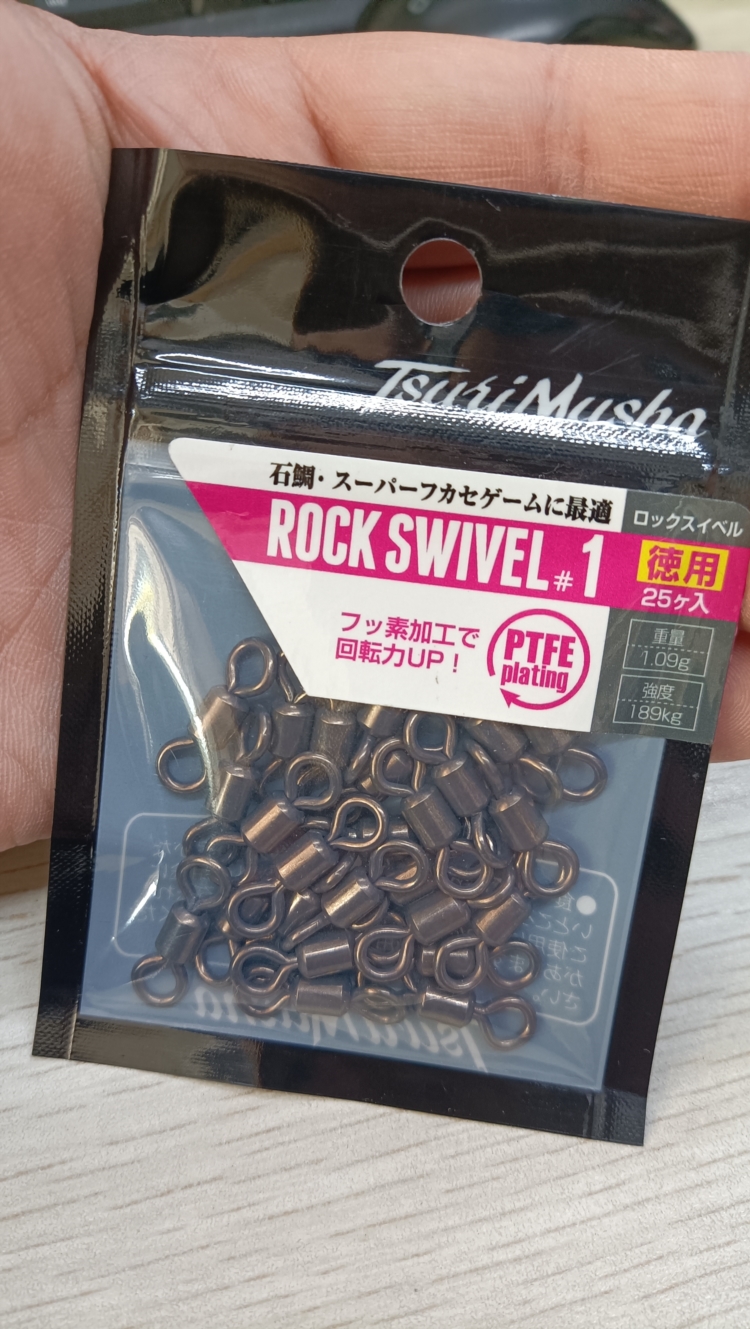 TsuriMusha
石鯛・スーパーフカセゲームに最適
ロックスイベル
ROCK SWIVEL #1
徳用
25ヶ入
フッ素加工で
回転力UP！
PTFE
plating
重量
1.09g
強度
189kg
TsuriMusha